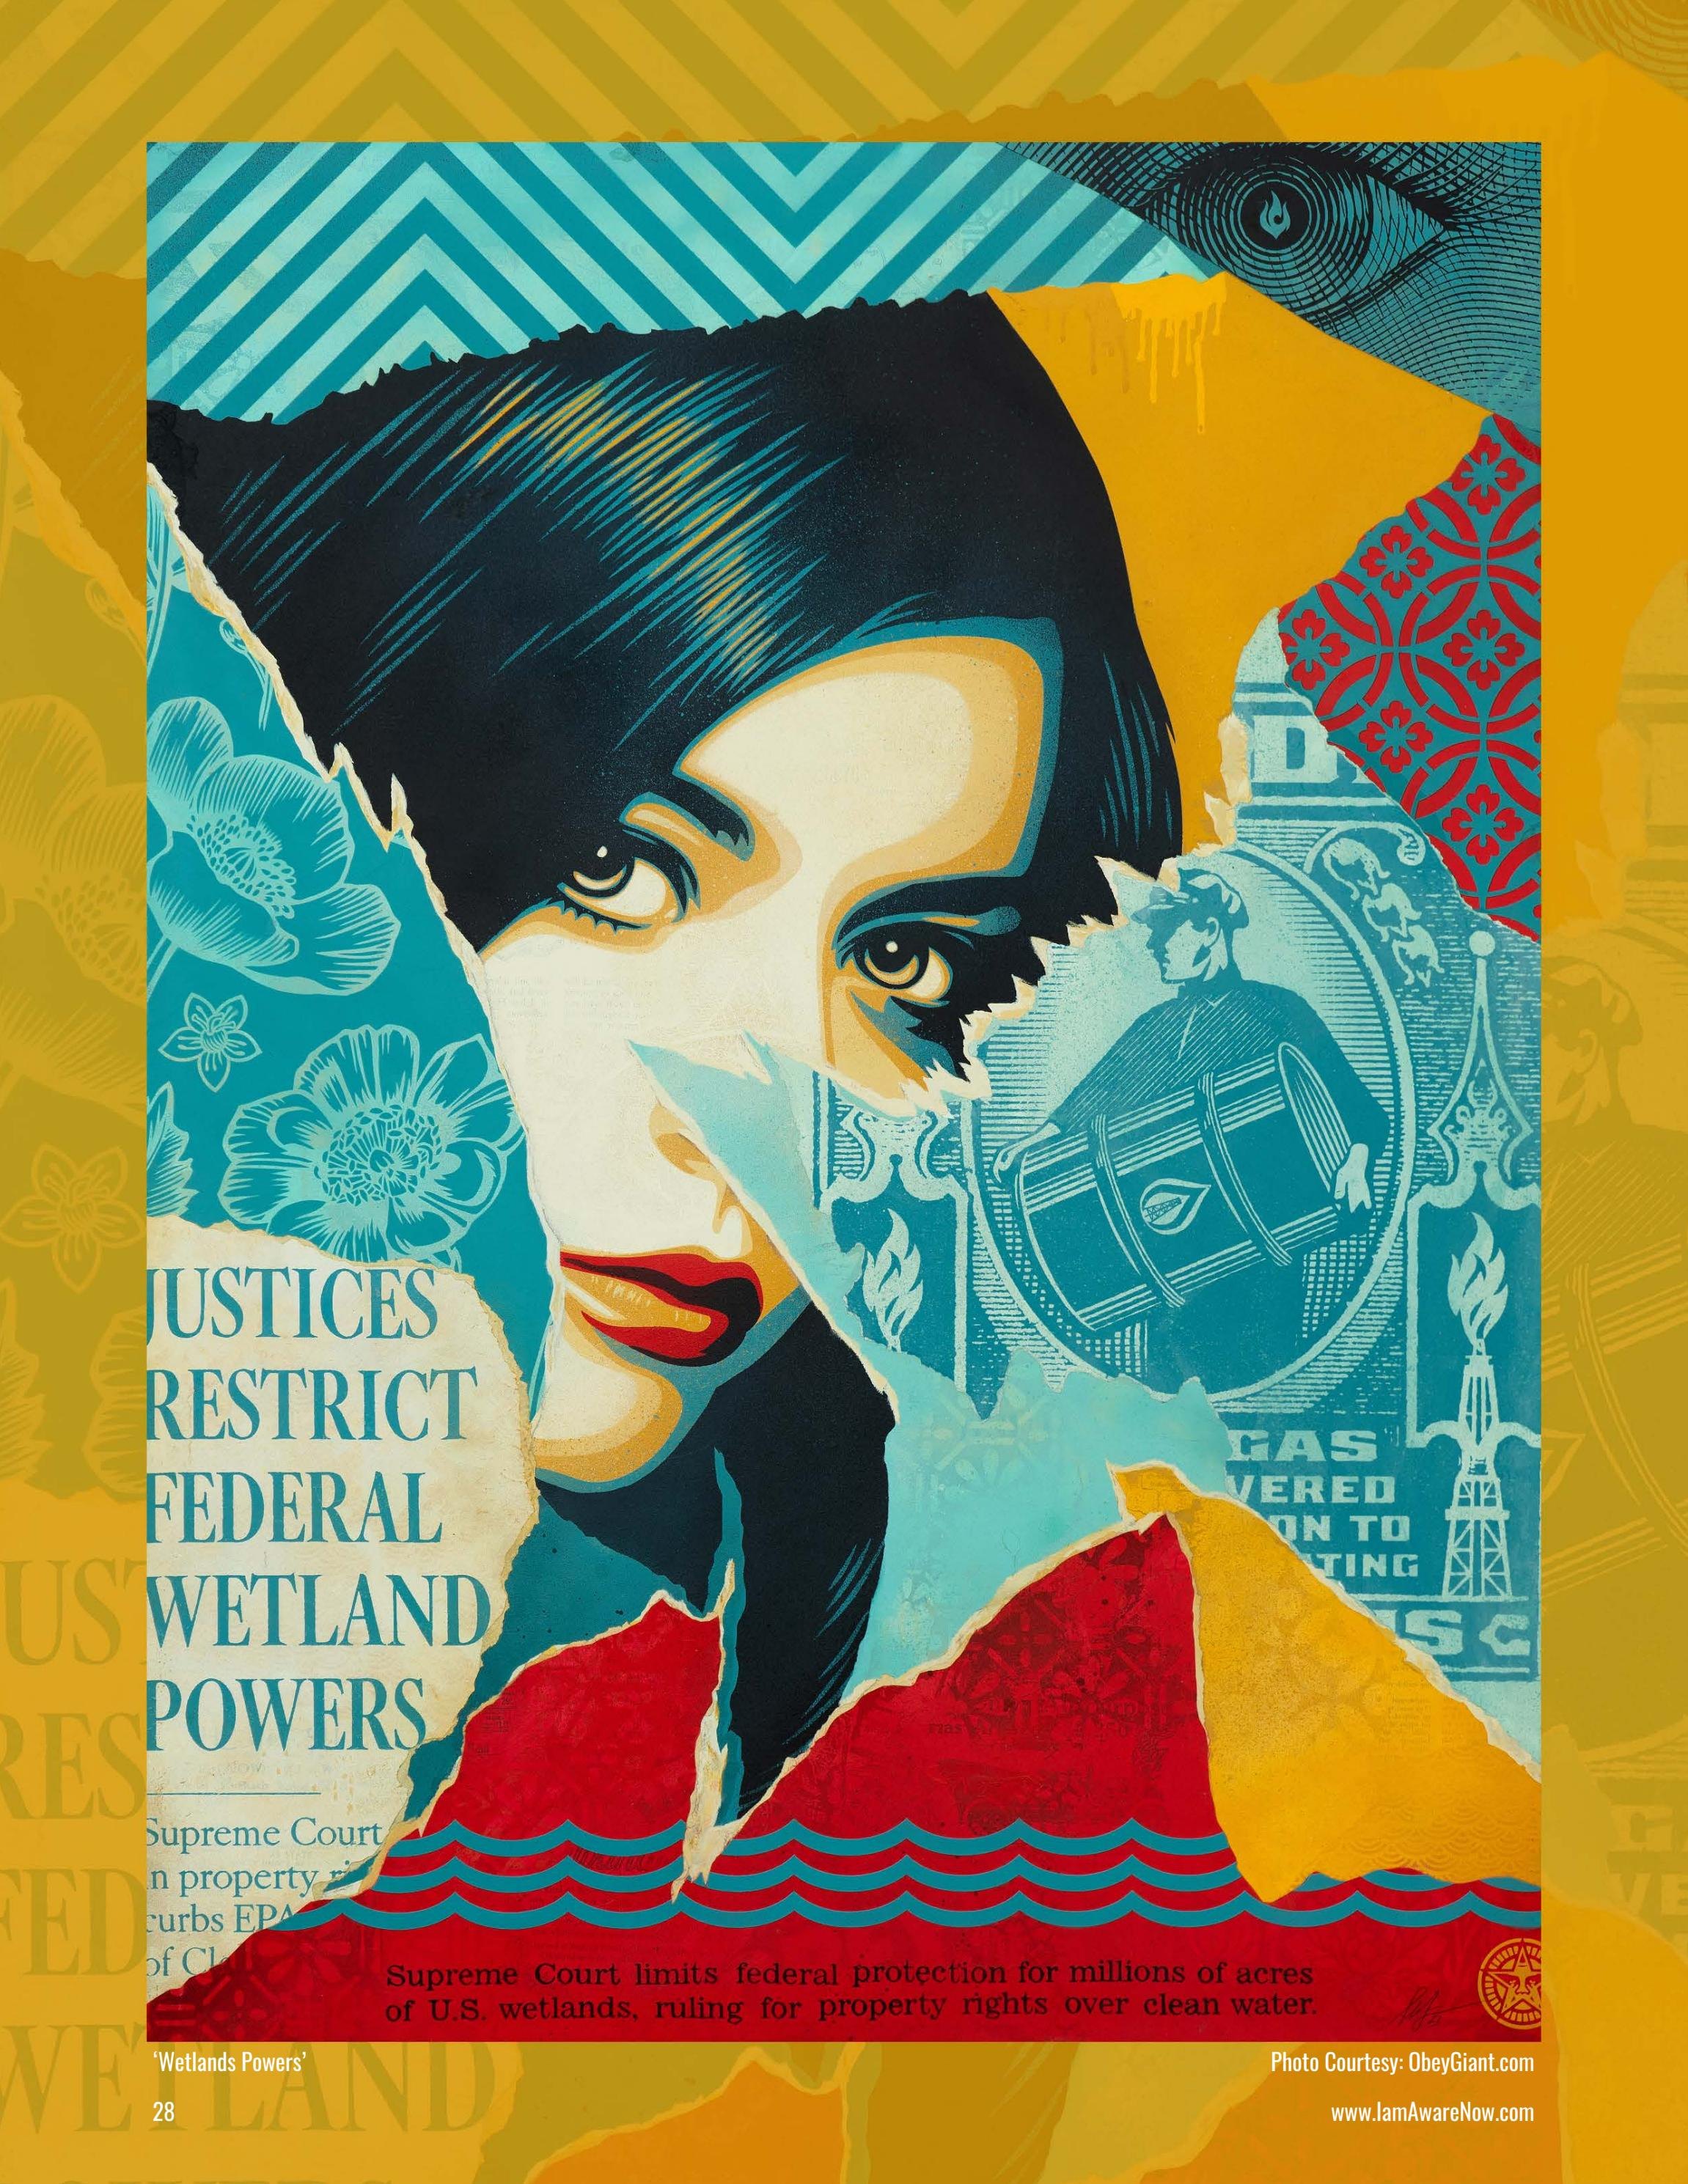 JUSTICES
RESTRICT
FEDERAL
WETLAND
POWERS
Supreme Court
n property
curbs EPA
of Cl
GAS
VERED
ON TO
TING
Supreme Court limits federal protection for millions of acres
of U.S. wetlands, ruling for property rights over clean water.
‘Wetlands Powers’
Photo Courtesy: ObeyGiant.com
28
www.IamAwareNow.com